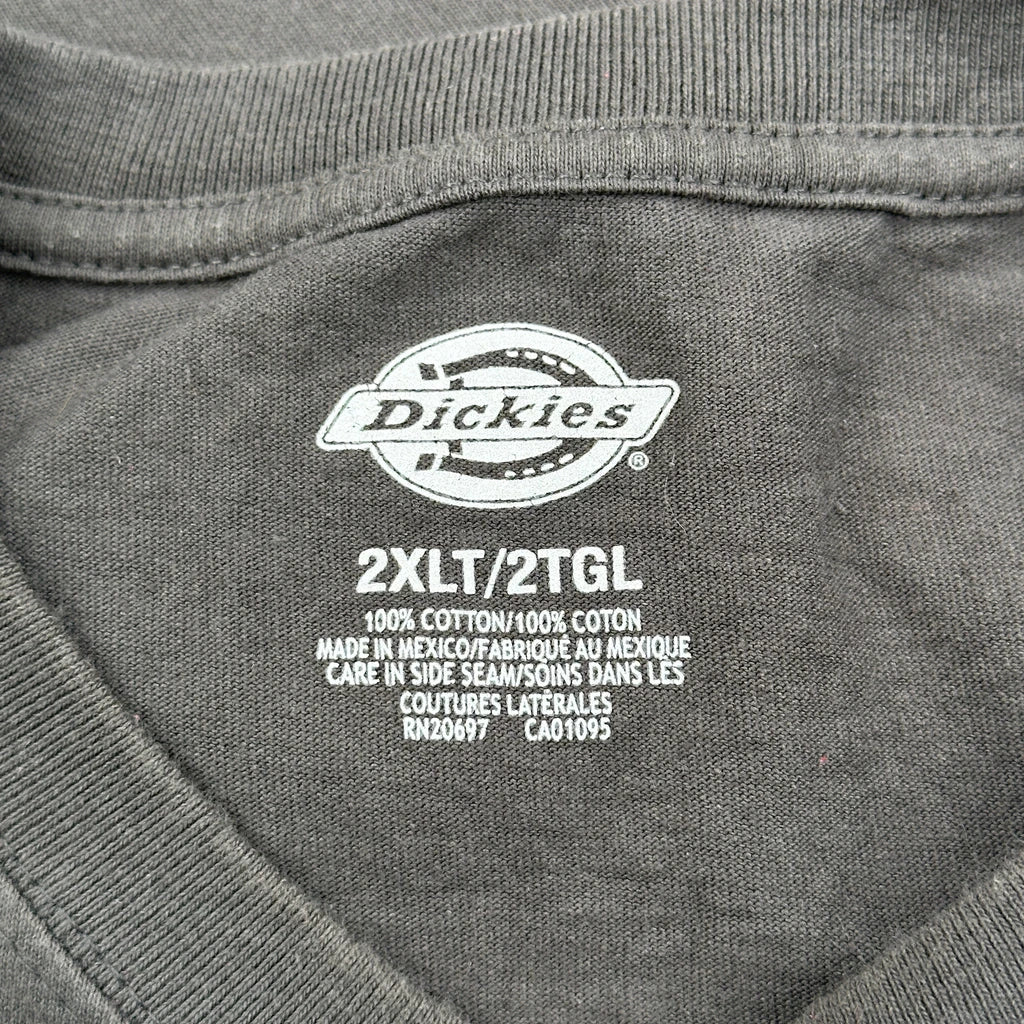 Dickies
®
2XLT/2TGL
100% COTTON/100% COTON
MADE IN MEXICO/FABRIQUÉ AU MEXIQUE
CARE IN SIDE SEAM/SOINS DANS LES
COUTURES LATÉRALES
RN20697 CA01095